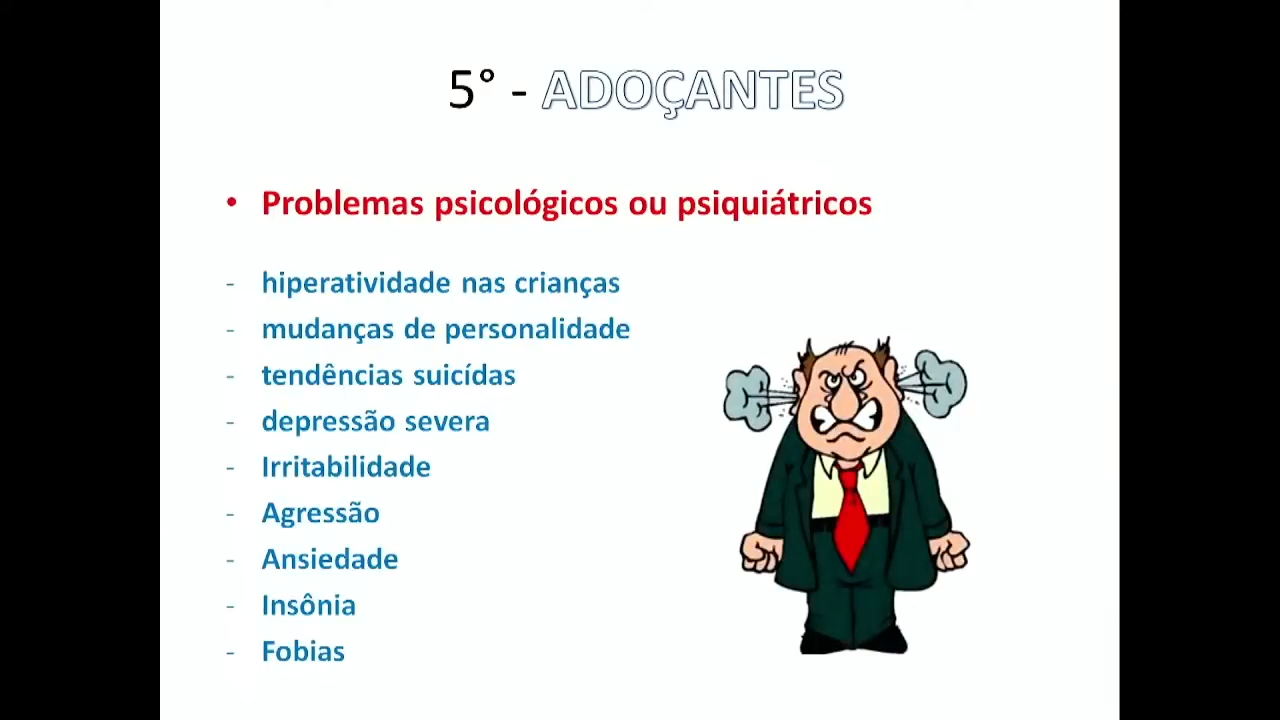 5° - ADOÇANTES
• Problemas psicológicos ou psiquiátricos
- hiperatividade nas crianças
- mudanças de personalidade
- tendências suicídas
- depressão severa
- Irritabilidade
- Agressão
- Ansiedade
- Insônia
- Fobias